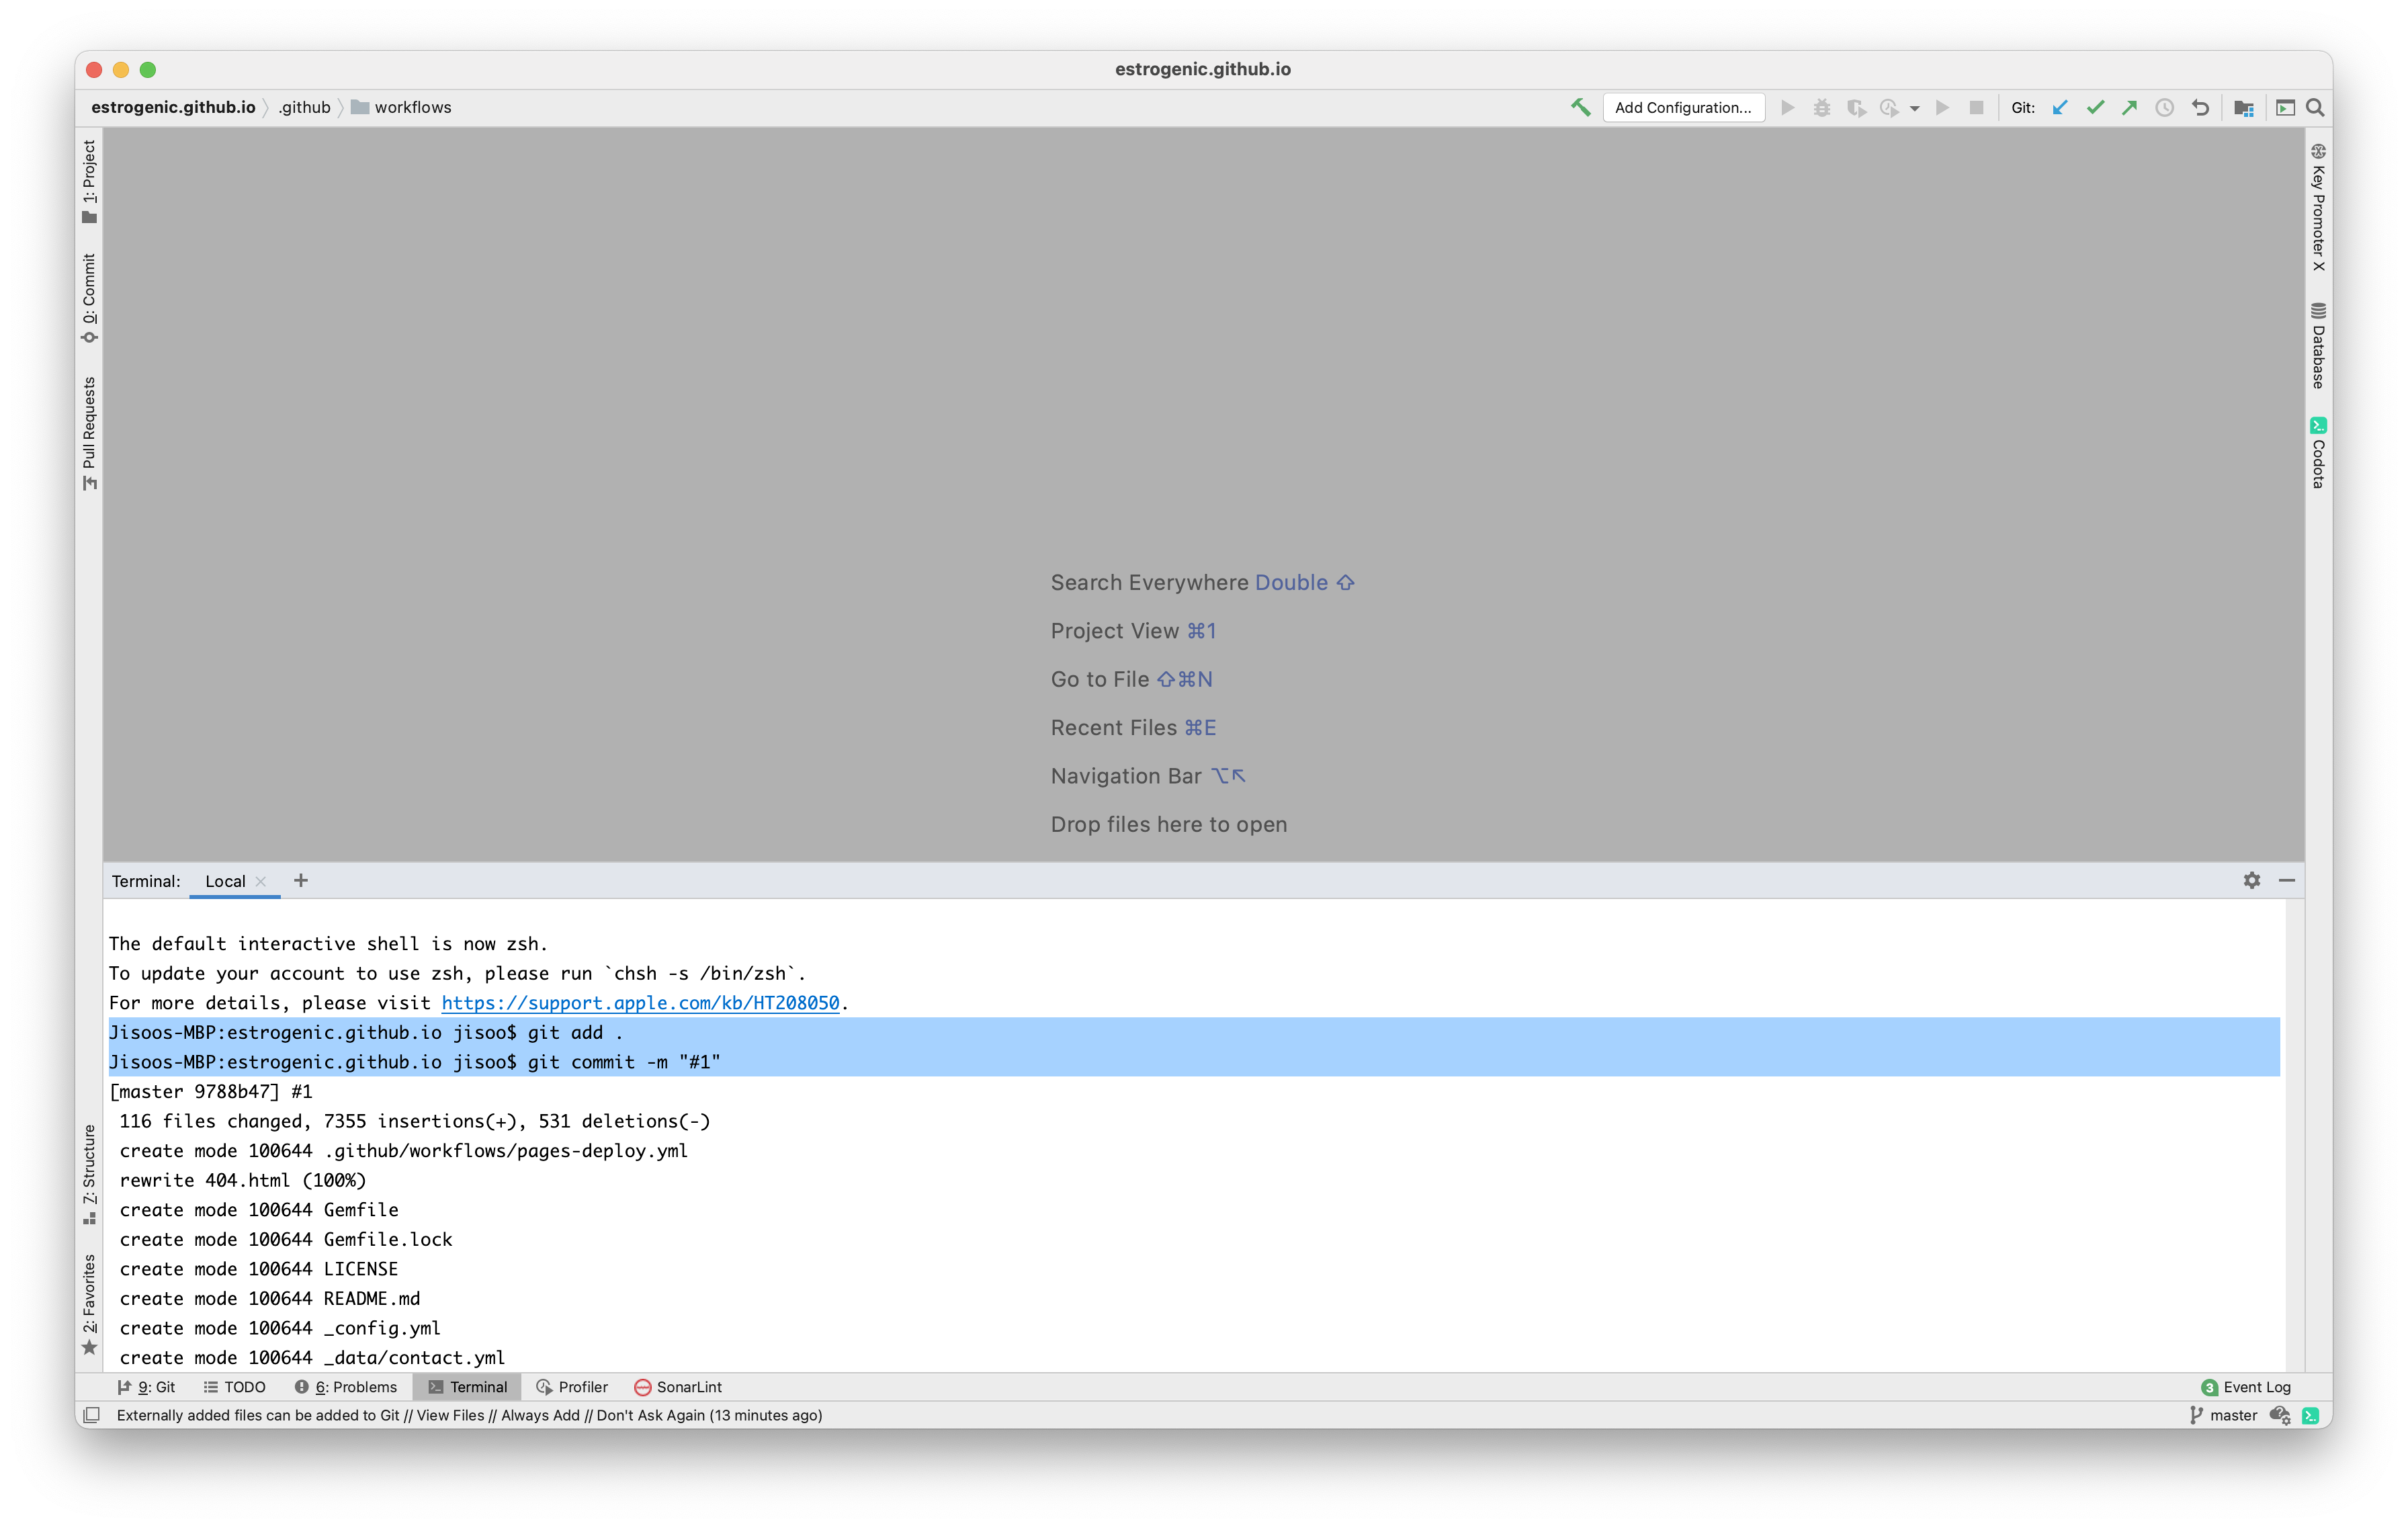 estrogenic.github.io
estrogenic.github.io .github workflows
Add Configuration...
Git:
1: Project
0: Commit
Pull Requests
7: Structure
2: Favorites
Key Promoter X
Database
Codota
Search Everywhere Double ⇧
Project View ⌘1
Go to File ⇧⌘N
Recent Files ⌘E
Navigation Bar ⌥↖
Drop files here to open
Terminal: Local
The default interactive shell is now zsh.
To update your account to use zsh, please run `chsh -s /bin/zsh`.
For more details, please visit https://support.apple.com/kb/HT208050.
Jisoos-MBP:estrogenic.github.io jisoo$ git add .
Jisoos-MBP:estrogenic.github.io jisoo$ git commit -m "#1"
[master 9788b47] #1
116 files changed, 7355 insertions(+), 531 deletions(-)
create mode 100644 .github/workflows/pages-deploy.yml
rewrite 404.html (100%)
create mode 100644 Gemfile
create mode 100644 Gemfile.lock
create mode 100644 LICENSE
create mode 100644 README.md
create mode 100644 _config.yml
create mode 100644 _data/contact.yml
9: Git TODO 6: Problems Terminal Profiler SonarLint 3 Event Log
Externally added files can be added to Git // View Files // Always Add // Don't Ask Again (13 minutes ago) master